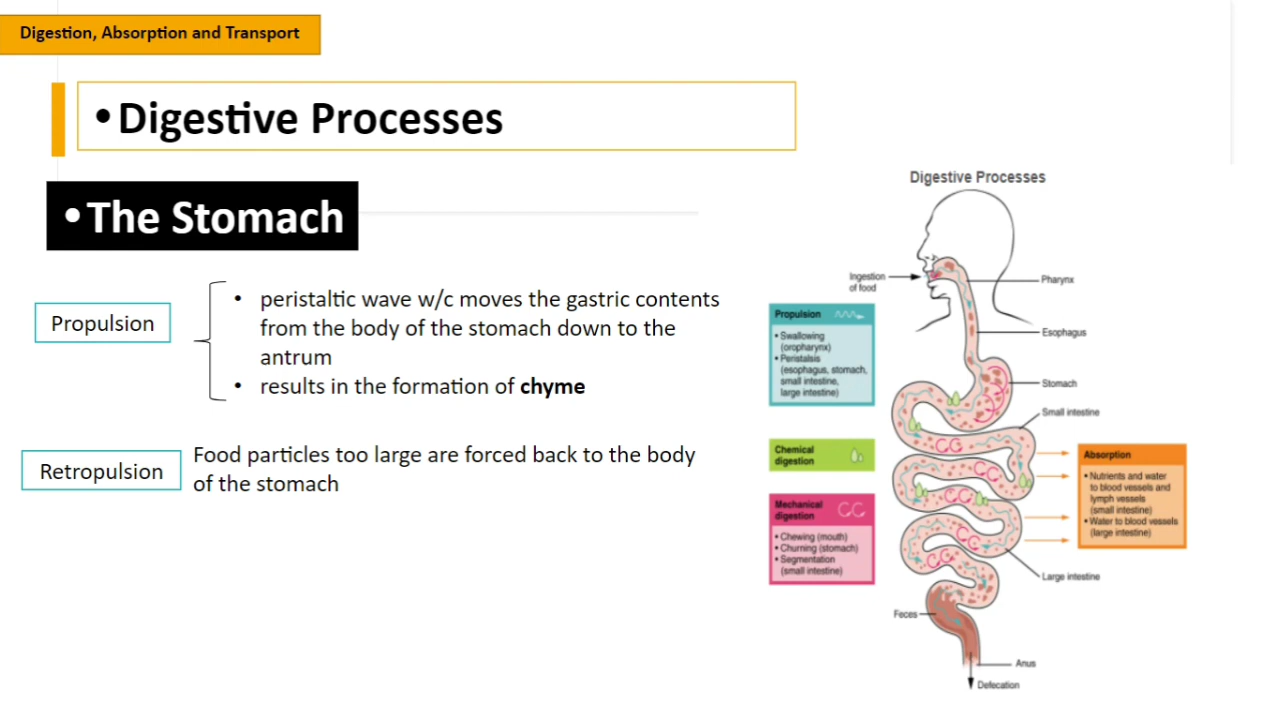 Digestion, Absorption and Transport
•Digestive Processes
•The Stomach
Propulsion
• peristaltic wave w/c moves the gastric contents
from the body of the stomach down to the
antrum
• results in the formation of chyme
Retropulsion
Food particles too large are forced back to the body
of the stomach
Digestive Processes
Ingestion
of food
Pharynx
Esophagus
Stomach
Small intestine
Propulsion
• Swallowing
(oropharynx)
• Peristalsis
(esophagus, stomach,
small intestine,
large intestine)
Chemical
digestion
Mechanical
digestion
• Chewing (mouth)
• Churning (stomach)
• Segmentation
(small intestine)
Absorption
• Nutrients and water
to blood vessels and
lymph vessels
(small intestine)
• Water to blood vessels
(large intestine)
Large intestine
Feces
Anus
Defecation